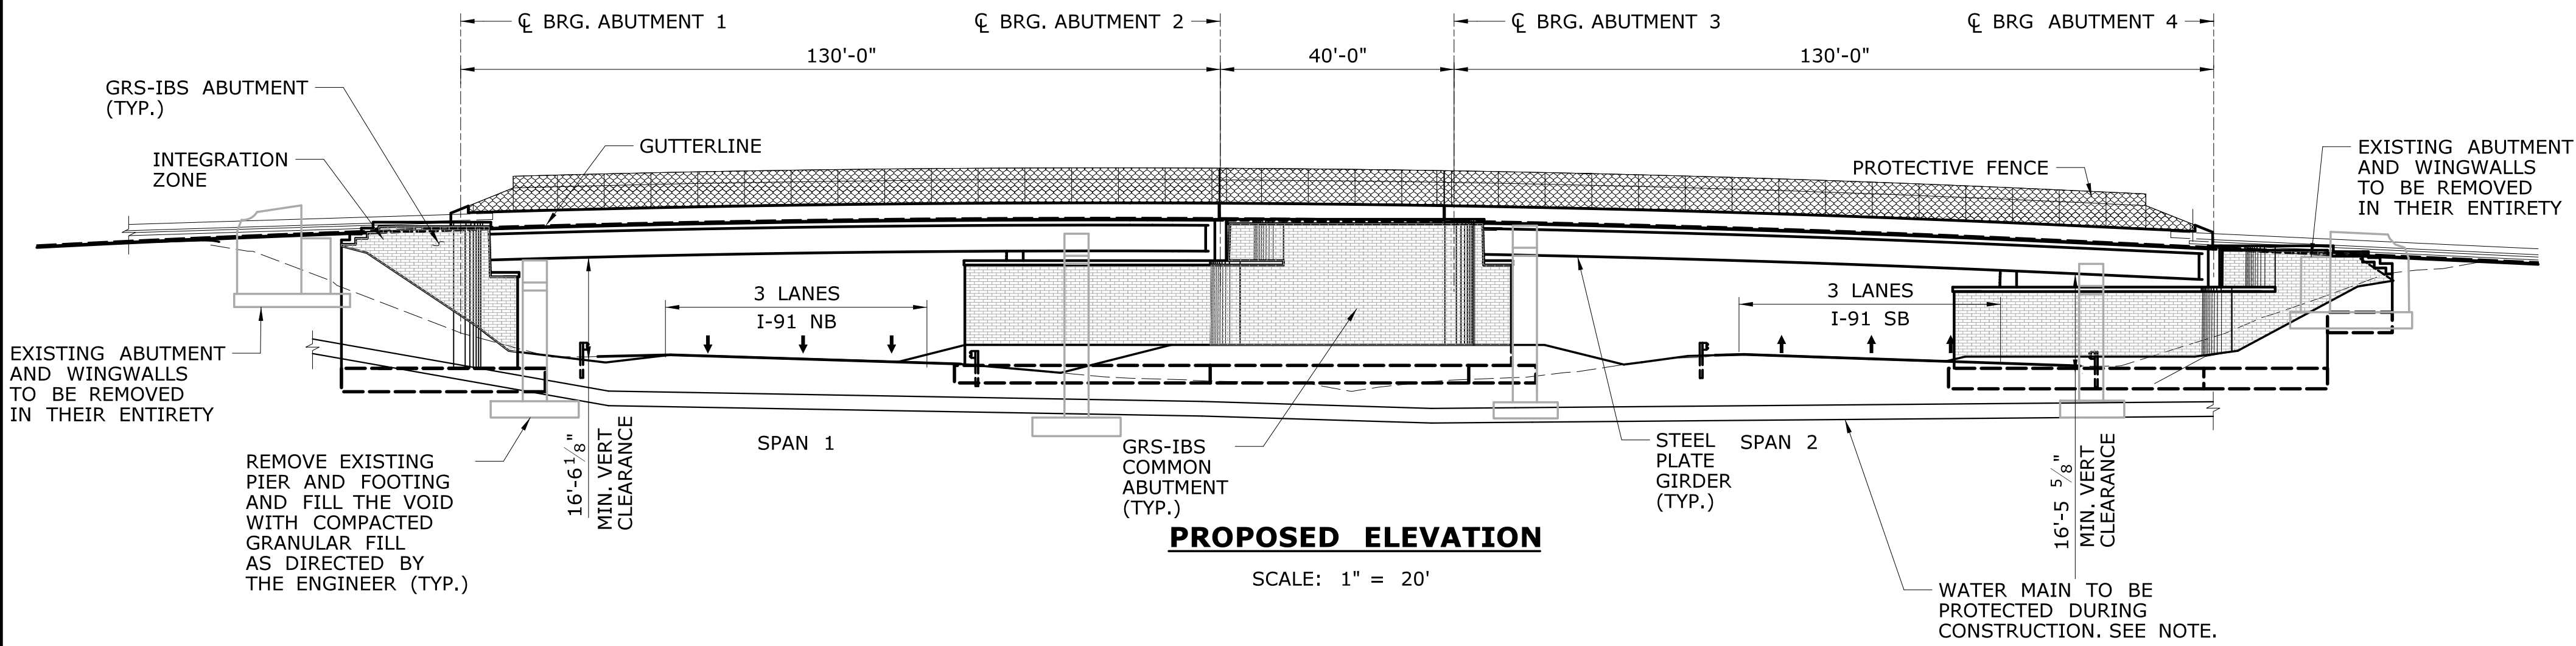 ℄ BRG. ABUTMENT 1
℄ BRG. ABUTMENT 2
℄ BRG. ABUTMENT 3
℄ BRG ABUTMENT 4
130'-0"
40'-0"
130'-0"
GRS-IBS ABUTMENT
(TYP.)
INTEGRATION
ZONE
GUTTERLINE
PROTECTIVE FENCE
EXISTING ABUTMENT
AND WINGWALLS
TO BE REMOVED
IN THEIR ENTIRETY
3 LANES
I-91 NB
3 LANES
I-91 SB
EXISTING ABUTMENT
AND WINGWALLS
TO BE REMOVED
IN THEIR ENTIRETY
REMOVE EXISTING
PIER AND FOOTING
AND FILL THE VOID
WITH COMPACTED
GRANULAR FILL
AS DIRECTED BY
THE ENGINEER (TYP.)
16'-6 1/8"
MIN. VERT
CLEARANCE
SPAN 1
GRS-IBS
COMMON
ABUTMENT
(TYP.)
STEEL
PLATE
GIRDER
(TYP.)
SPAN 2
16'-5 5/8"
MIN. VERT
CLEARANCE
PROPOSED ELEVATION
SCALE: 1" = 20'
WATER MAIN TO BE
PROTECTED DURING
CONSTRUCTION. SEE NOTE.